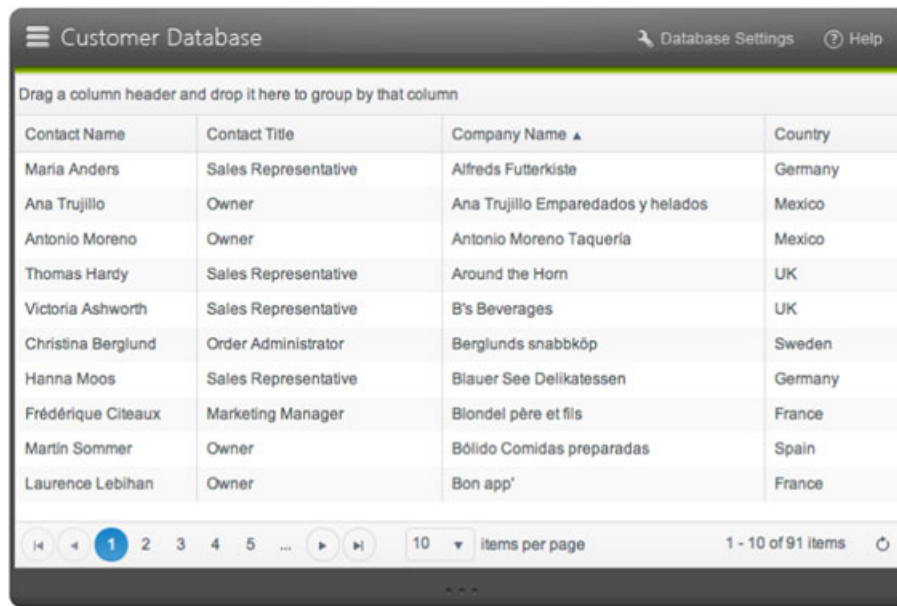 Customer Database Database Settings Help
Drag a column header and drop it here to group by that column
Contact Name Contact Title Company Name Country
Maria Anders Sales Representative Alfreds Futterkiste Germany
Ana Trujillo Owner Ana Trujillo Emparedados y helados Mexico
Antonio Moreno Owner Antonio Moreno Taquería Mexico
Thomas Hardy Sales Representative Around the Horn UK
Victoria Ashworth Sales Representative B's Beverages UK
Christina Berglund Order Administrator Berglunds snabbköp Sweden
Hanna Moos Sales Representative Blauer See Delikatessen Germany
Frédérique Citeaux Marketing Manager Blondel père et fils France
Martín Sommer Owner Bólido Comidas preparadas Spain
Laurence Lebihan Owner Bon app' France
1 2 3 4 5 ... 10 items per page 1 - 10 of 91 items